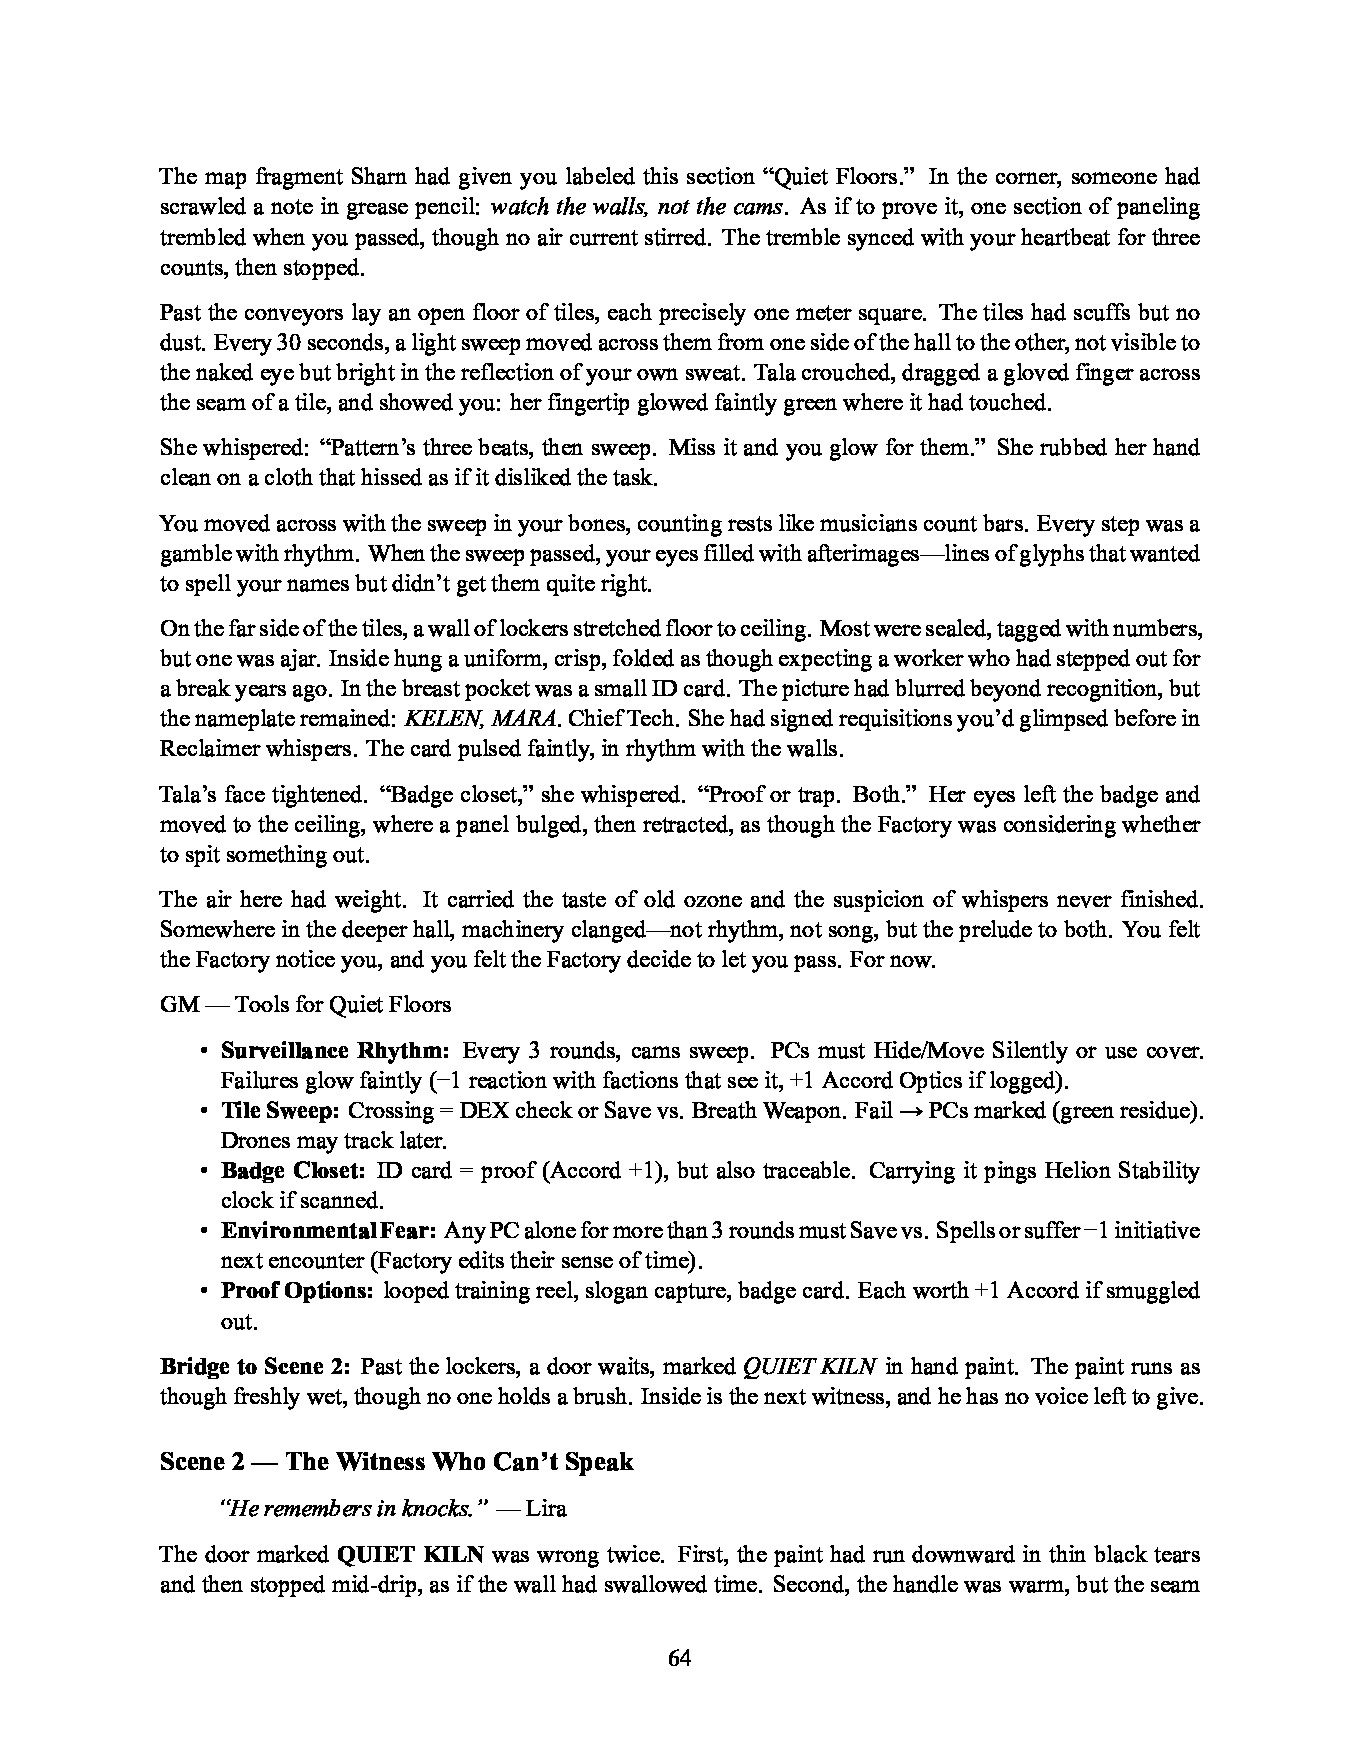 The map fragment Sharn had given you labeled this section “Quiet Floors.” In the corner, someone had
scrawled a note in grease pencil: watch the walls, not the cams. As if to prove it, one section of paneling
trembled when you passed, though no air current stirred. The tremble synced with your heartbeat for three
counts, then stopped.
Past the conveyors lay an open floor of tiles, each precisely one meter square. The tiles had scuffs but no
dust. Every 30 seconds, a light sweep moved across them from one side of the hall to the other, not visible to
the naked eye but bright in the reflection of your own sweat. Tala crouched, dragged a gloved finger across
the seam of a tile, and showed you: her fingertip glowed faintly green where it had touched.
She whispered: “Pattern’s three beats, then sweep. Miss it and you glow for them.” She rubbed her hand
clean on a cloth that hissed as if it disliked the task.
You moved across with the sweep in your bones, counting rests like musicians count bars. Every step was a
gamble with rhythm. When the sweep passed, your eyes filled with afterimages—lines of glyphs that wanted
to spell your names but didn’t get them quite right.
On the far side of the tiles, a wall of lockers stretched floor to ceiling. Most were sealed, tagged with numbers,
but one was ajar. Inside hung a uniform, crisp, folded as though expecting a worker who had stepped out for
a break years ago. In the breast pocket was a small ID card. The picture had blurred beyond recognition, but
the nameplate remained: KELEN, MARA. Chief Tech. She had signed requisitions you’d glimpsed before in
Reclaimer whispers. The card pulsed faintly, in rhythm with the walls.
Tala’s face tightened. “Badge closet,” she whispered. “Proof or trap. Both.” Her eyes left the badge and
moved to the ceiling, where a panel bulged, then retracted, as though the Factory was considering whether
to spit something out.
The air here had weight. It carried the taste of old ozone and the suspicion of whispers never finished.
Somewhere in the deeper hall, machinery clanged—not rhythm, not song, but the prelude to both. You felt
the Factory notice you, and you felt the Factory decide to let you pass. For now.
GM — Tools for Quiet Floors
• Surveillance Rhythm: Every 3 rounds, cams sweep. PCs must Hide/Move Silently or use cover.
Failures glow faintly (−1 reaction with factions that see it, +1 Accord Optics if logged).
• Tile Sweep: Crossing = DEX check or Save vs. Breath Weapon. Fail → PCs marked (green residue).
Drones may track later.
• Badge Closet: ID card = proof (Accord +1), but also traceable. Carrying it pings Helion Stability
clock if scanned.
• Environmental Fear: Any PC alone for more than 3 rounds must Save vs. Spells or suffer −1 initiative
next encounter (Factory edits their sense of time).
• Proof Options: looped training reel, slogan capture, badge card. Each worth +1 Accord if smuggled
out.
Bridge to Scene 2: Past the lockers, a door waits, marked QUIET KILN in hand paint. The paint runs as
though freshly wet, though no one holds a brush. Inside is the next witness, and he has no voice left to give.
Scene 2 — The Witness Who Can’t Speak
“He remembers in knocks.” — Lira
The door marked QUIET KILN was wrong twice. First, the paint had run downward in thin black tears
and then stopped mid-drip, as if the wall had swallowed time. Second, the handle was warm, but the seam
64